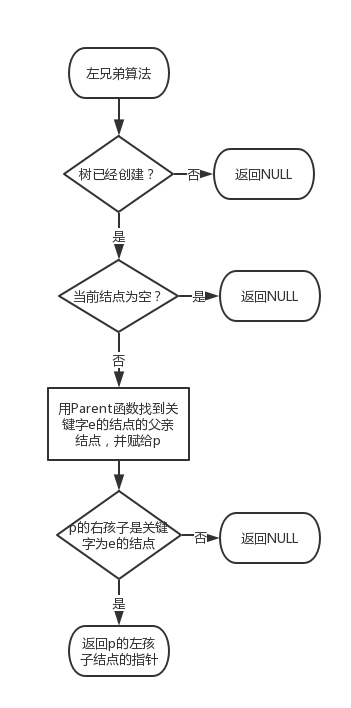 左兄弟算法
树已经创建？
否
返回NULL
是
当前结点为空？
是
返回NULL
否
用Parent函数找到关
键字e的结点的父亲
结点，并赋给p
p的右孩子是关键
字为e的结点
否
返回NULL
是
返回p的左孩
子结点的指针